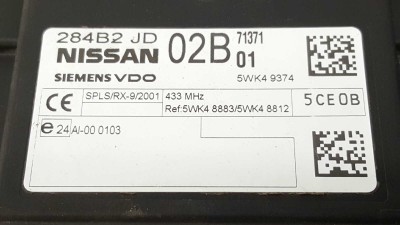 284B2 JD
NISSAN 02B 71371
01
SIEMENS VDO 5WK4 9374
CE SPLS/RX-9/2001 433 MHz
Ref:5WK4 8883/5WK4 8812
5CE0B
e 24 AI-00 0103